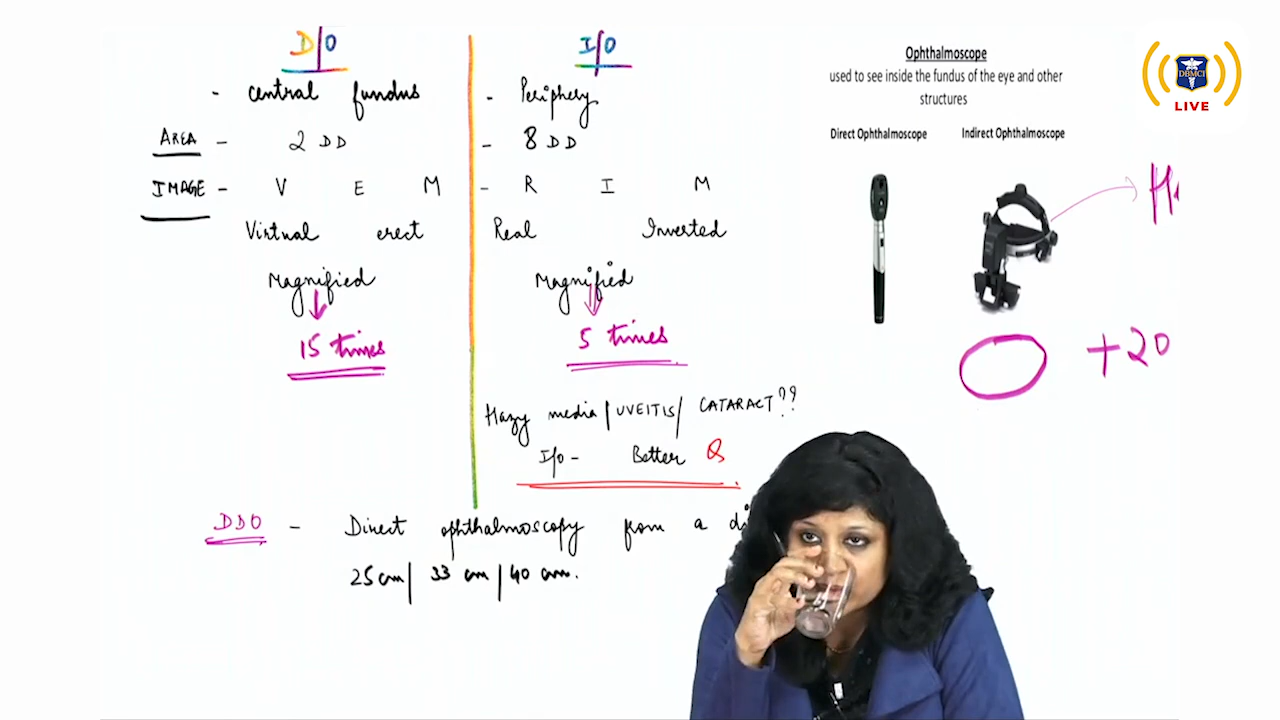 D/O
- central fundus
AREA - 2 DD
IMAGE - V E M
Virtual erect
Magnified
15 times
I/O
- Periphery
- 8 DD
- R I M
Real Inverted
Magnified
5 times
Hazy media / UVEITIS / CATARACT??
I/o - Better Q
DDO - Direct ophthalmoscopy from a
25cm / 33 cm / 40 cm.
Ophthalmoscope
used to see inside the fundus of the eye and other
structures
Direct Ophthalmoscope Indirect Ophthalmoscope
+20
DBMCI
LIVE